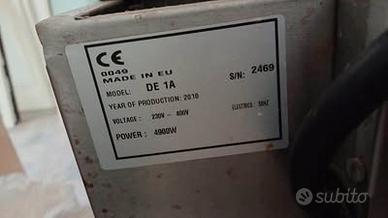 CE
0049
MADE IN EU
S/N: 2469
MODEL: DE 1A
YEAR OF PRODUCTION: 2010
VOLTAGE: 230V - 400V
ELECTRICS: 50HZ
POWER: 4900W
subito